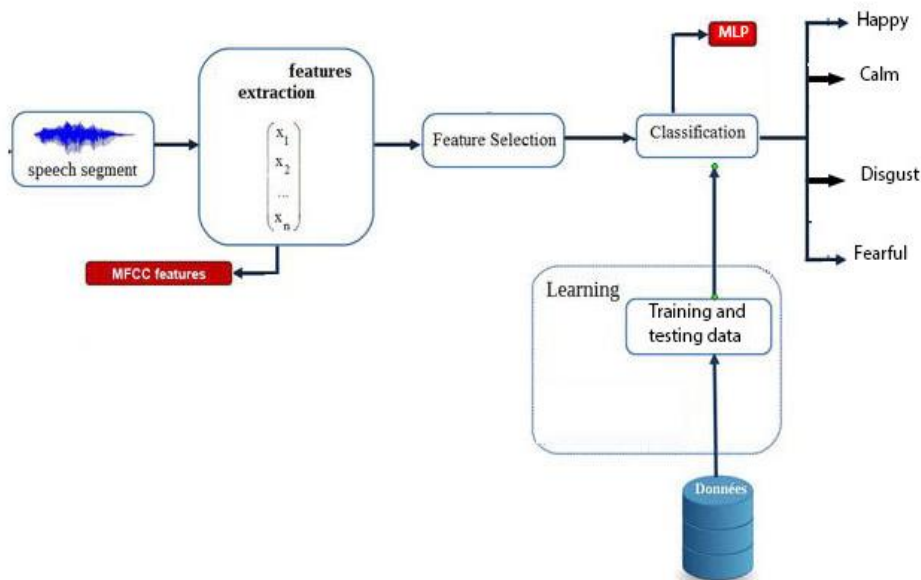 speech segment
features
extraction
x1
x2
...
xn
MFCC features
Feature Selection
Classification
MLP
Happy
Calm
Disgust
Fearful
Learning
Training and
testing data
Données